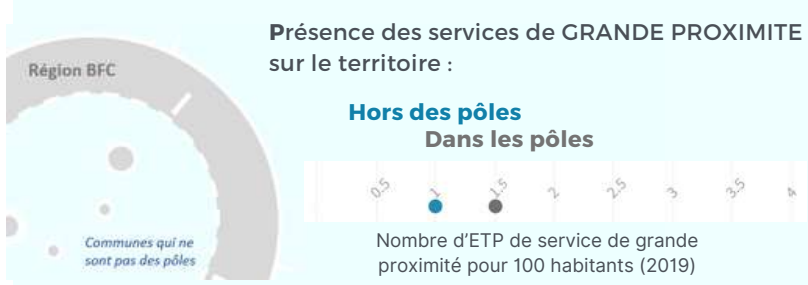 Présence des services de GRANDE PROXIMITE
sur le territoire :
Région BFC
Hors des pôles
Dans les pôles
0.5 1 1.5 2 2.5 3 3.5 4
Communes qui ne
sont pas des pôles
Nombre d'ETP de service de grande
proximité pour 100 habitants (2019)